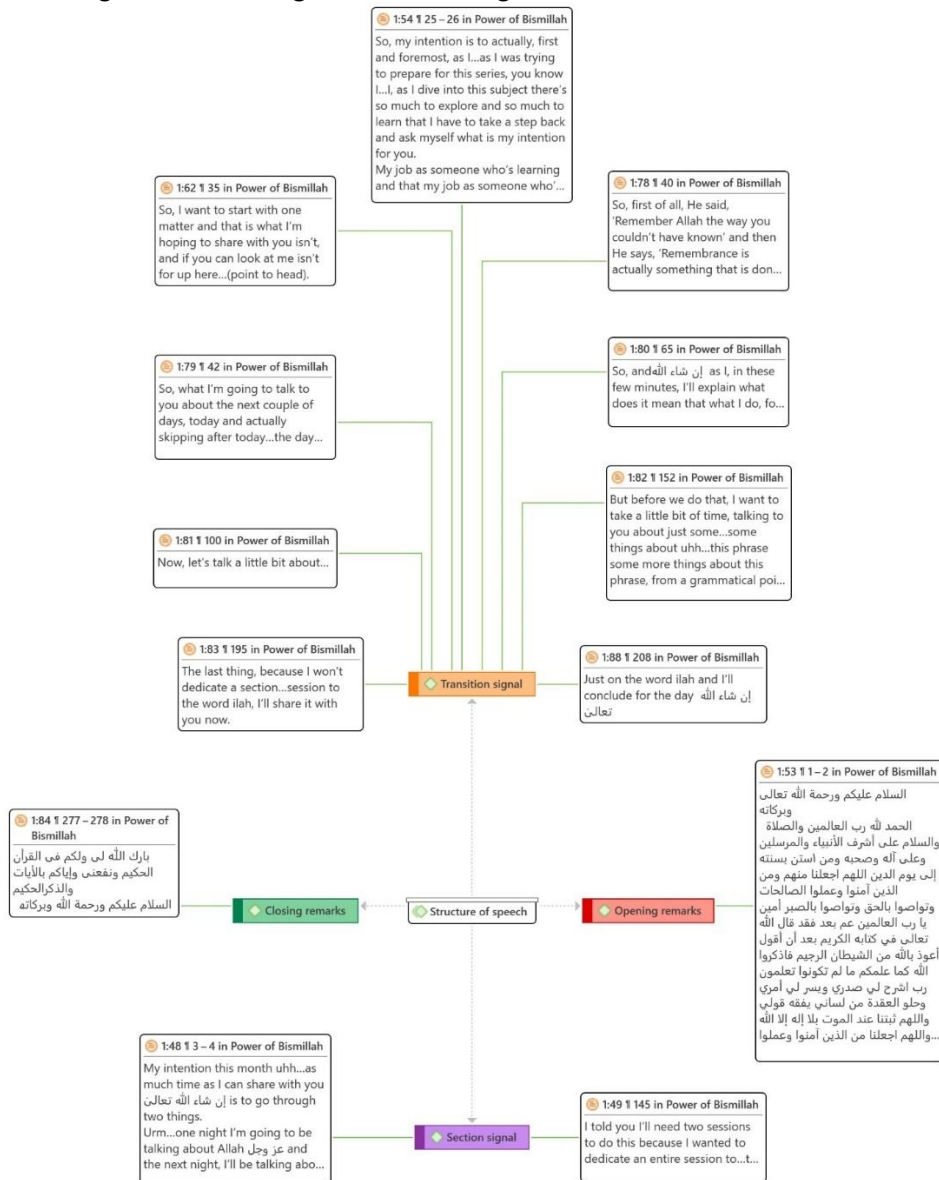 1:54 ¶ 25 – 26 in Power of Bismillah
So, my intention is to actually, first
and foremost, as I...as I was trying
to prepare for this series, you know
I...I, as I dive into this subject there's
so much to explore and so much to
learn that I have to take a step back
and ask myself what is my intention
for you.
My job as someone who's learning
and that my job as someone who'...
1:62 ¶ 35 in Power of Bismillah
So, I want to start with one
matter and that is what I'm
hoping to share with you isn't,
and if you can look at me isn't
for up here...(point to head).
1:78 ¶ 40 in Power of Bismillah
So, first of all, He said,
'Remember Allah the way you
couldn't have known' and then
He says, 'Remembrance is
actually something that is don...
1:79 ¶ 42 in Power of Bismillah
So, what I'm going to talk to
you about the next couple of
days, today and actually
skipping after today...the day...
1:80 ¶ 65 in Power of Bismillah
So, and إن شاء الله as I, in these
few minutes, I'll explain what
does it mean that what I do, fo...
1:81 ¶ 100 in Power of Bismillah
Now, let's talk a little bit about...
1:82 ¶ 152 in Power of Bismillah
But before we do that, I want to
take a little bit of time, talking to
you about just some...some
things about uhh...this phrase
some more things about this
phrase, from a grammatical poi...
1:83 ¶ 195 in Power of Bismillah
The last thing, because I won't
dedicate a section...session to
the word ilah, I'll share it with
you now.
Transition signal
1:88 ¶ 208 in Power of Bismillah
Just on the word ilah and I'll
conclude for the day إن شاء الله
تعالىٰ
1:84 ¶ 277 – 278 in Power of
Bismillah
بارك الله لى ولكم فى القرأن
الحكيم ونفعنى وإياكم بالأيات
والذكرالحكيم
السلام عليكم ورحمة الله وبركاته
Closing remarks
Structure of speech
Opening remarks
1:53 ¶ 1 – 2 in Power of Bismillah
السلام عليكم ورحمة الله تعالى
وبركاته
الحمد لله رب العالمين والصلاة
والسلام على أشرف الأنبياء والمرسلين
وعلى آله وصحبه ومن استن بسنته
إلى يوم الدين اللهم اجعلنا منهم ومن
الذين آمنوا وعملوا الصالحات
وتواصوا بالحق وتواصوا بالصبر أمين
يا رب العالمين عم بعد فقد قال الله
تعالى في كتابه الكريم بعد أن أقول
أعوذ بالله من الشيطان الرجيم فاذكروا
الله كما علمكم ما لم تكونوا تعلمون
رب اشرح لي صدري ويسر لي أمري
وحلو العقدة من لساني يفقه قولي
واللهم ثبتنا عند الموت بلا إله إلا الله
واللهم اجعلنا من الذين آمنوا وعملوا...
1:48 ¶ 3 – 4 in Power of Bismillah
My intention this month uhh...as
much time as I can share with you
إن شاء الله تعالىٰ is to go through
two things.
Urm...one night I'm going to be
talking about Allah عز وجل and
the next night, I'll be talking abo...
Section signal
1:49 ¶ 145 in Power of Bismillah
I told you I'll need two sessions
to do this because I wanted to
dedicate an entire session to...t...